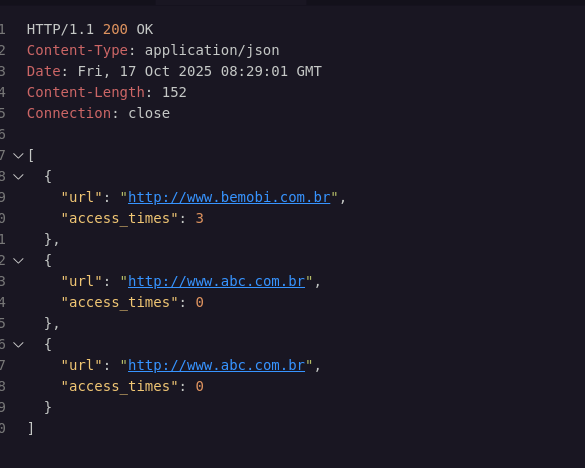 1 HTTP/1.1 200 OK
2 Content-Type: application/json
3 Date: Fri, 17 Oct 2025 08:29:01 GMT
4 Content-Length: 152
5 Connection: close
6
7 [
8 {
9 "url": "http://www.bemobi.com.br",
0 "access_times": 3
1 },
2 {
3 "url": "http://www.abc.com.br",
4 "access_times": 0
5 },
6 {
7 "url": "http://www.abc.com.br",
8 "access_times": 0
9 }
0 ]